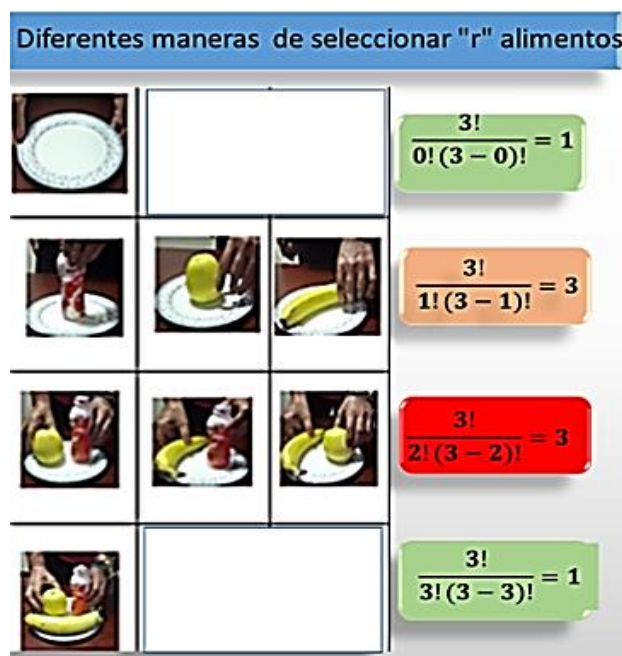 Diferentes maneras de seleccionar "r" alimentos
3!/0!(3 − 0)! = 1
3!/1!(3 − 1)! = 3
3!/2!(3 − 2)! = 3
3!/3!(3 − 3)! = 1